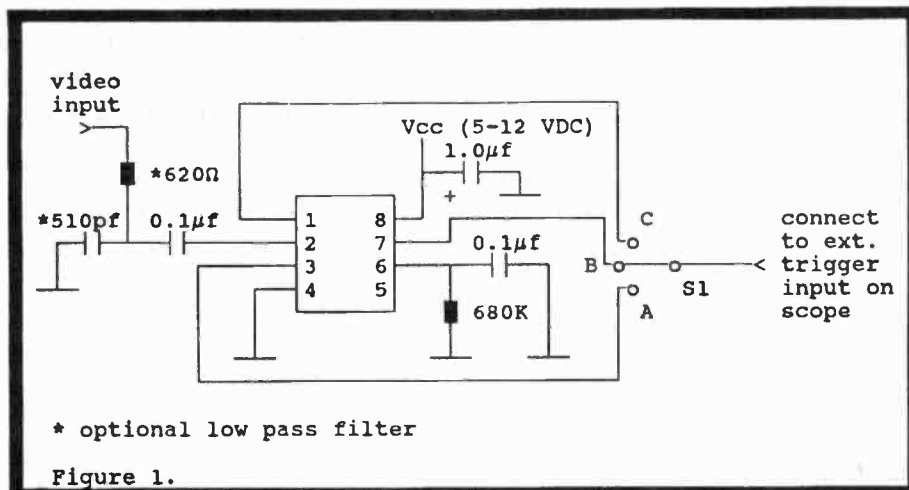 video
input
Vcc (5-12 VDC)
1.0µf
*620Ω
+
*510pf
0.1µf
1
8
C
2
7
0.1µf
B
3
6
4
5
680K
A
S1
connect
to ext.
trigger
input on
scope
* optional low pass filter
Figure 1.